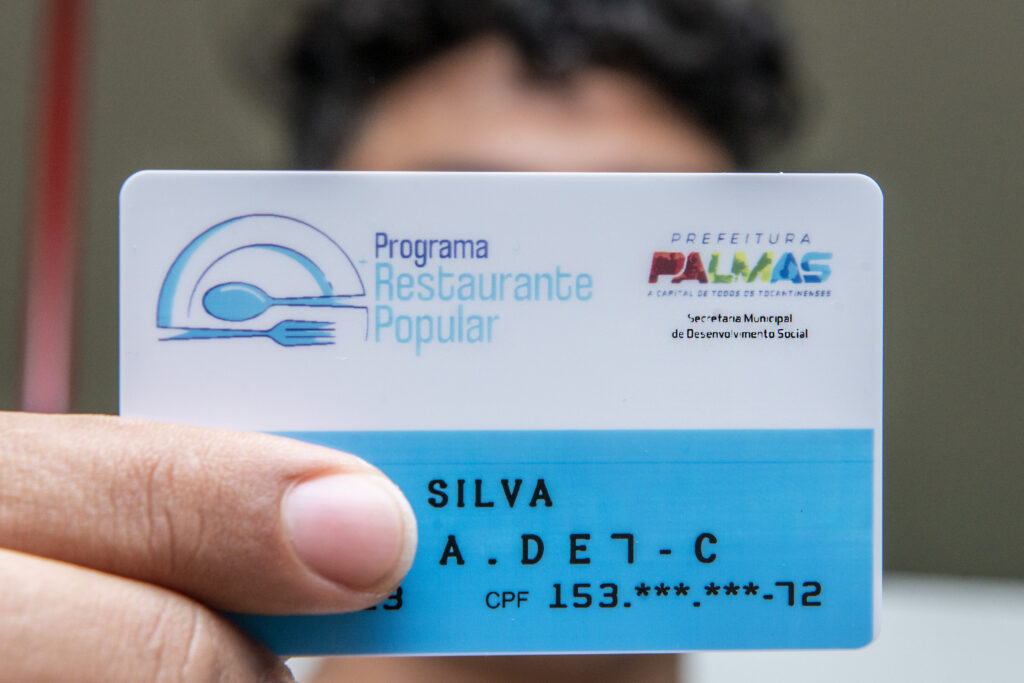 Programa
Restaurante
Popular
PREFEITURA
PALMAS
A CAPITAL DE TODOS OS TOCANTINENSES
Secretaria Municipal
de Desenvolvimento Social
SILVA
A.DE7-C
3 CPF 153.***.***-72